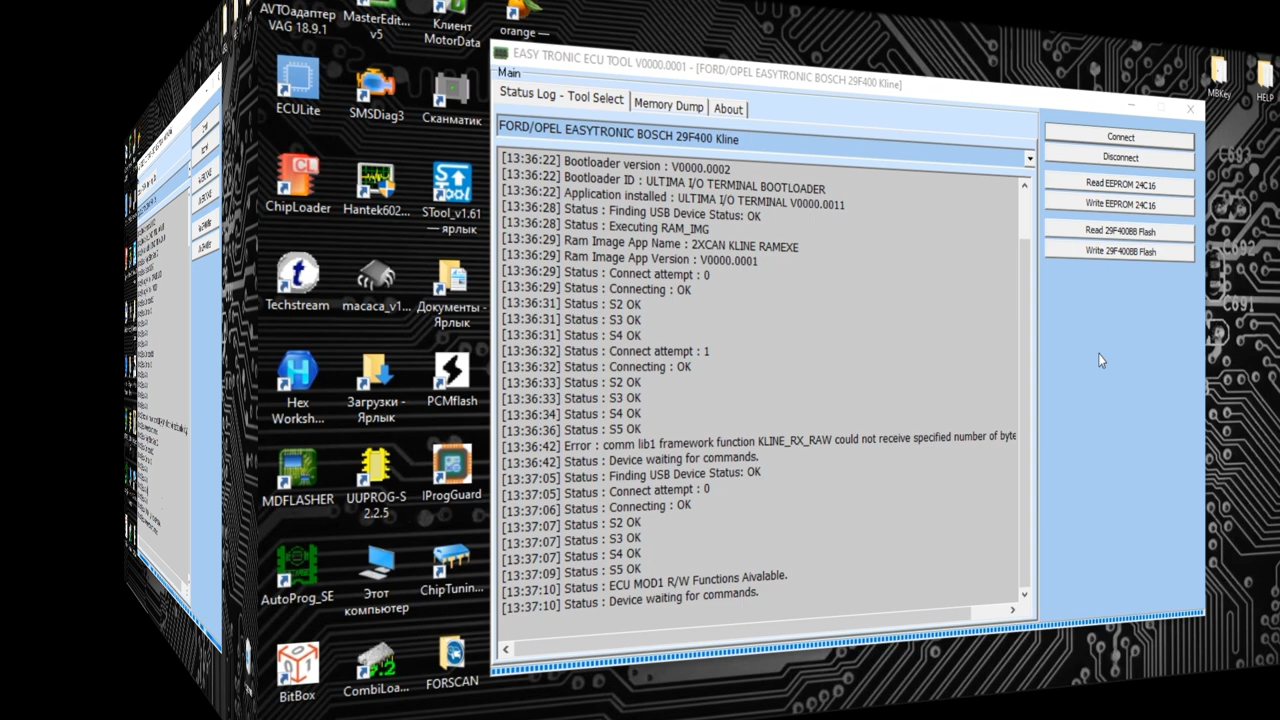 AVTOадаптер
VAG 18.9.1
MasterEdit...
v5
Клиент
MotorData
orange —
ECULite
SMSDiag3
Сканматик
ChipLoader
Hantek602...
STool_v1.61
— ярлык
Techstream
macaca_v1...
Документы -
Ярлык
Hex
Worksh...
Загрузки -
Ярлык
PCMflash
MDFLASHER
UUPROG-S
2.2.5
IProgGuard
AutoProg_SE
Этот
компьютер
ChipTunin...
BitBox
CombiLoa...
FORSCAN
MBKey
HELP
EASY TRONIC ECU TOOL V0000.0001 - [FORD/OPEL EASYTRONIC BOSCH 29F400 Kline]
Main
Status Log - Tool Select
Memory Dump
About
FORD/OPEL EASYTRONIC BOSCH 29F400 Kline
[13:36:22] Bootloader version : V0000.0002
[13:36:22] Bootloader ID : ULTIMA I/O TERMINAL BOOTLOADER
[13:36:22] Application installed : ULTIMA I/O TERMINAL V0000.0011
[13:36:28] Status : Finding USB Device Status: OK
[13:36:28] Status : Executing RAM_IMG
[13:36:29] Ram Image App Name : 2XCAN KLINE RAMEXE
[13:36:29] Ram Image App Version : V0000.0001
[13:36:29] Status : Connect attempt : 0
[13:36:29] Status : Connecting : OK
[13:36:31] Status : S2 OK
[13:36:31] Status : S3 OK
[13:36:31] Status : S4 OK
[13:36:32] Status : Connect attempt : 1
[13:36:32] Status : Connecting : OK
[13:36:33] Status : S2 OK
[13:36:33] Status : S3 OK
[13:36:34] Status : S4 OK
[13:36:36] Status : S5 OK
[13:36:42] Error : comm lib1 framework function KLINE_RX_RAW could not receive specified number of byte
[13:36:42] Status : Device waiting for commands.
[13:37:05] Status : Finding USB Device Status: OK
[13:37:05] Status : Connect attempt : 0
[13:37:06] Status : Connecting : OK
[13:37:07] Status : S2 OK
[13:37:07] Status : S3 OK
[13:37:07] Status : S4 OK
[13:37:09] Status : S5 OK
[13:37:10] Status : ECU MOD1 R/W Functions Aivalable.
[13:37:10] Status : Device waiting for commands.
Connect
Disconnect
Read EEPROM 24C16
Write EEPROM 24C16
Read 29F400BB Flash
Write 29F400BB Flash
C693
C692
C691